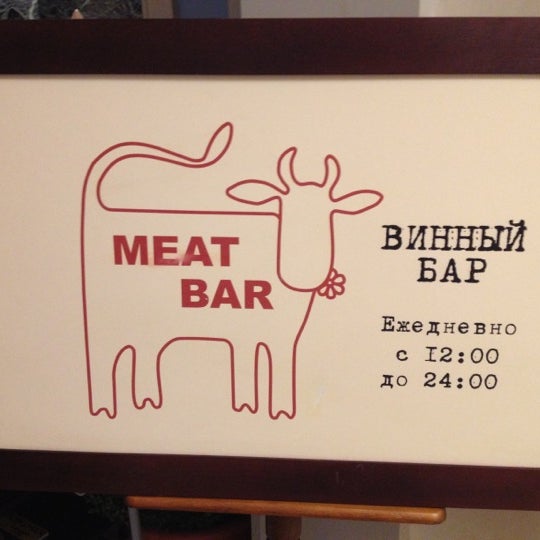 MEAT
BAR
ВИННЫЙ
БАР
Ежедневно
с 12:00
до 24:00